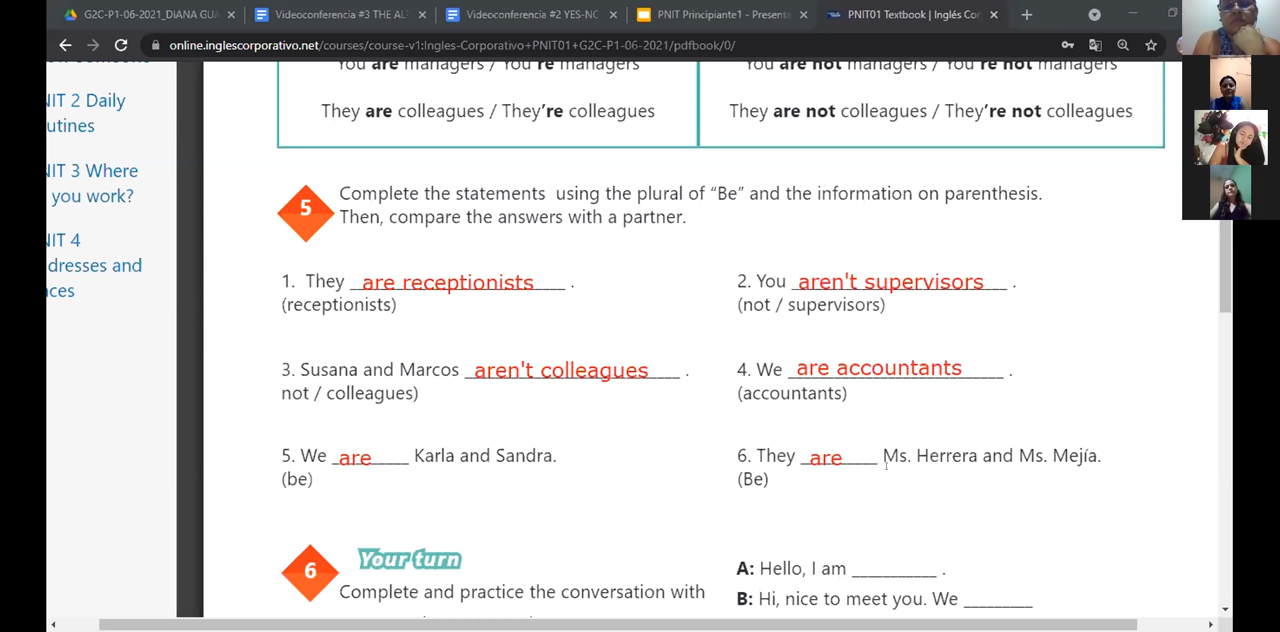 G2C-P1-06-2021_DIANA GUA
Videoconferencia #3 THE AL
Videoconferencia #2 YES-NO
PNIT Principiante1 - Presenta
PNIT01 Textbook | Inglés Cor
online.inglescorporativo.net/courses/course-v1:Ingles-Corporativo+PNIT01+G2C-P1-06-2021/pdfbook/0/
NIT 2 Daily
utines
NIT 3 Where
you work?
NIT 4
dresses and
ces
You are managers / You're managers
You are not managers / You're not managers
They are colleagues / They're colleagues
They are not colleagues / They're not colleagues
5
Complete the statements using the plural of “Be” and the information on parenthesis.
Then, compare the answers with a partner.
1. They are receptionists .
(receptionists)
2. You aren't supervisors .
(not / supervisors)
3. Susana and Marcos aren't colleagues .
not / colleagues)
4. We are accountants .
(accountants)
5. We are Karla and Sandra.
(be)
6. They are Ms. Herrera and Ms. Mejía.
(Be)
6
Your turn
Complete and practice the conversation with
A: Hello, I am __________ .
B: Hi, nice to meet you. We ________